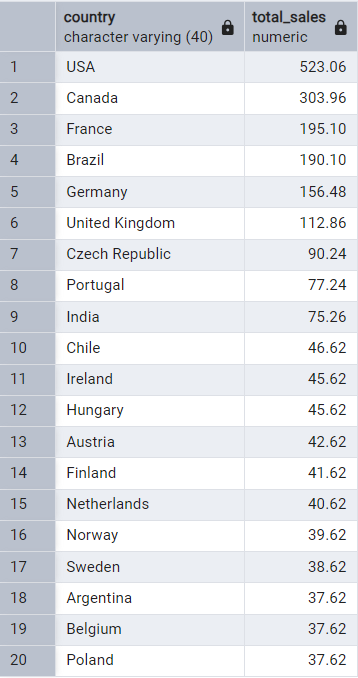 country total_sales
character varying (40) numeric
1 USA 523.06
2 Canada 303.96
3 France 195.10
4 Brazil 190.10
5 Germany 156.48
6 United Kingdom 112.86
7 Czech Republic 90.24
8 Portugal 77.24
9 India 75.26
10 Chile 46.62
11 Ireland 45.62
12 Hungary 45.62
13 Austria 42.62
14 Finland 41.62
15 Netherlands 40.62
16 Norway 39.62
17 Sweden 38.62
18 Argentina 37.62
19 Belgium 37.62
20 Poland 37.62